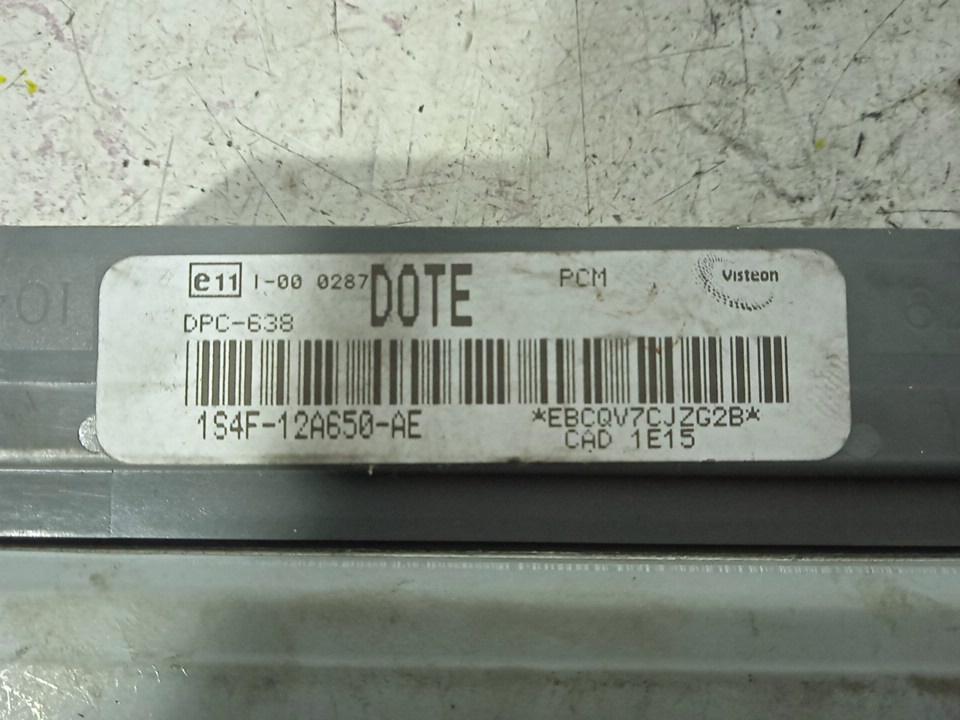 e11 I-00 0287 DOTE PCM Visteon
DPC-638
1S4F-12A650-AE *EBCQV7CJZG2B*
CAD 1E15